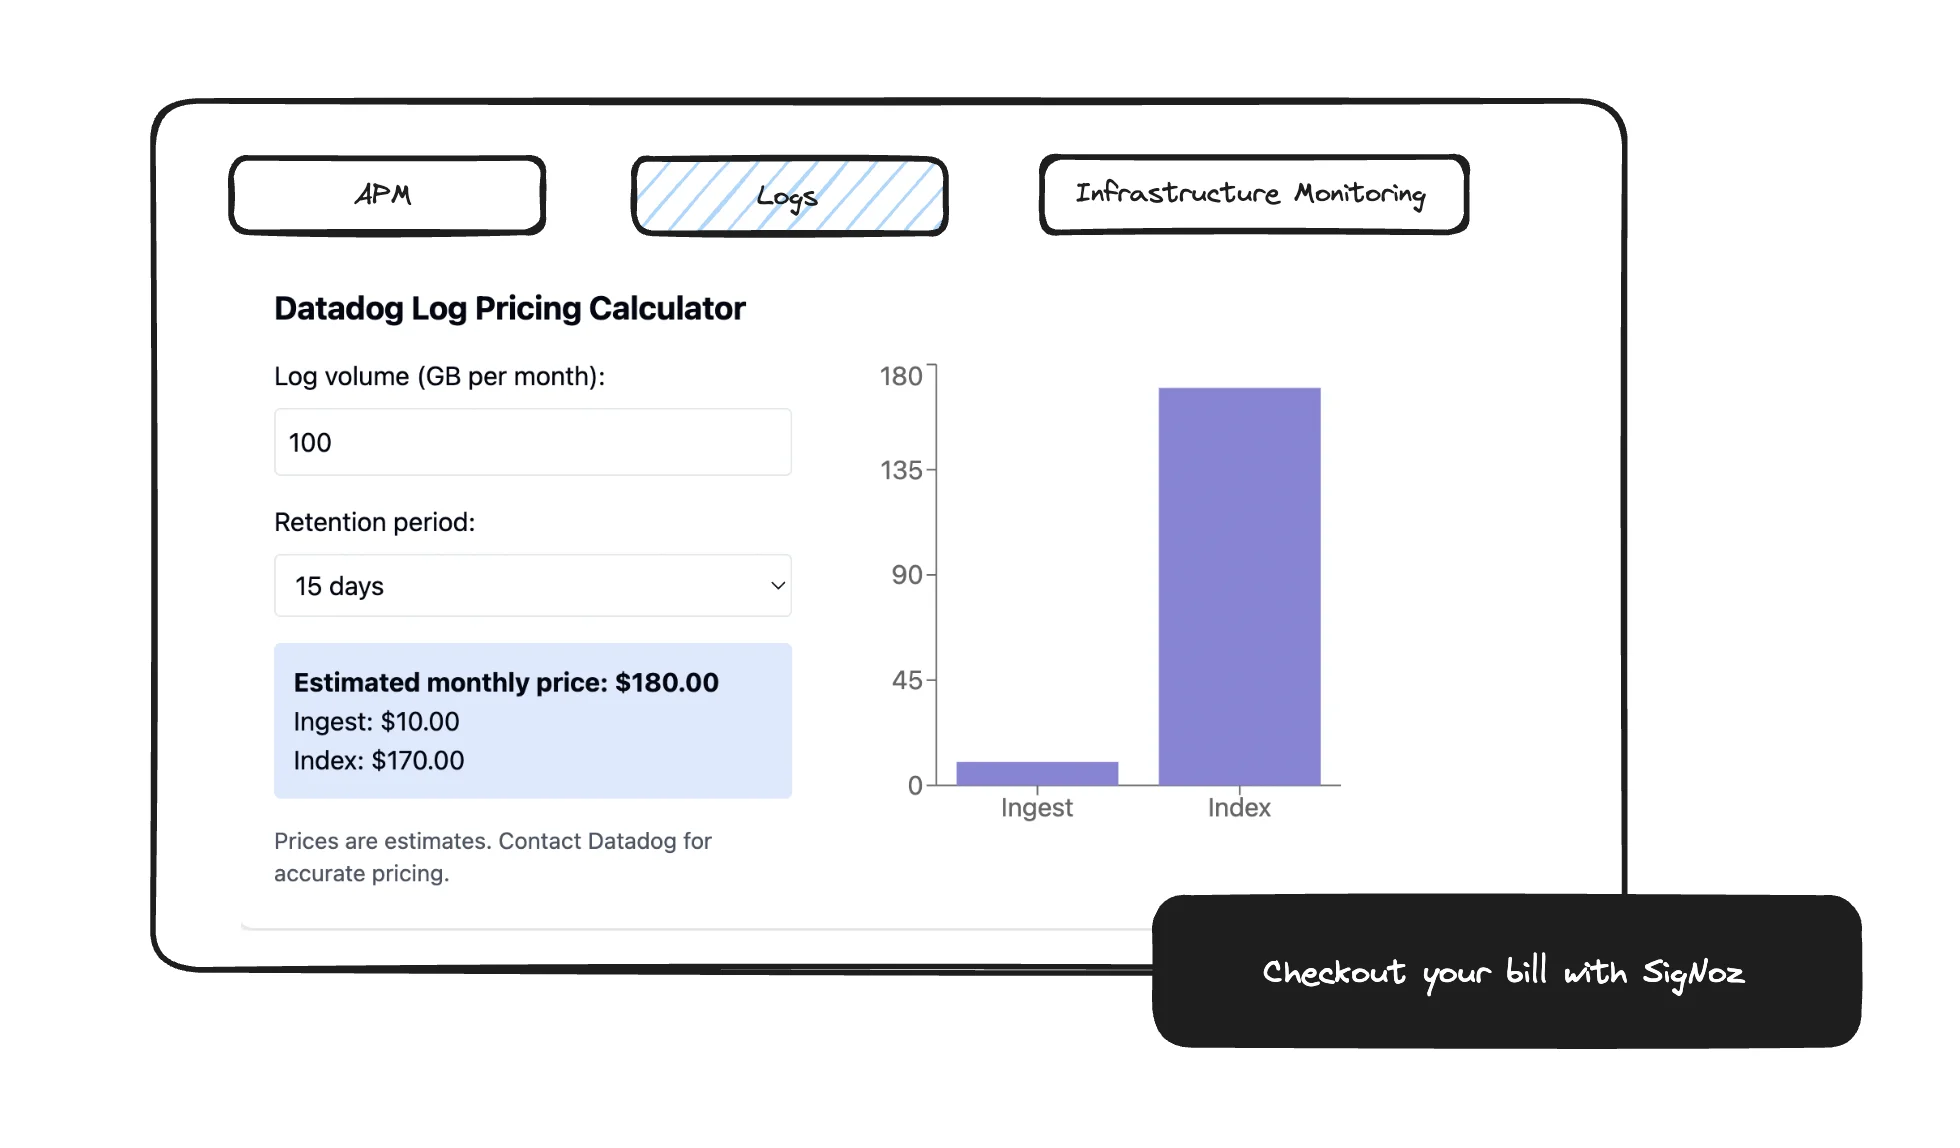 APM
Logs
Infrastructure Monitoring
Datadog Log Pricing Calculator
Log volume (GB per month):
100
Retention period:
15 days
Estimated monthly price: $180.00
Ingest: $10.00
Index: $170.00
Prices are estimates. Contact Datadog for
accurate pricing.
180
135
90
45
0
Ingest
Index
Checkout your bill with SigNoz